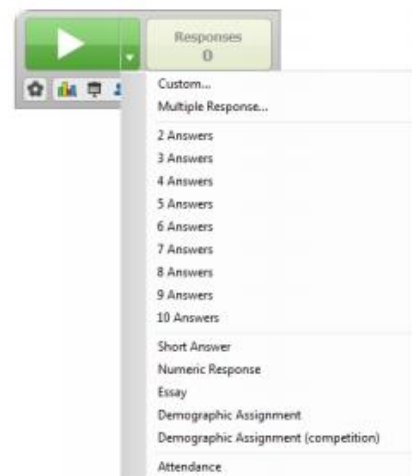 Responses
0
Custom...
Multiple Response...
2 Answers
3 Answers
4 Answers
5 Answers
6 Answers
7 Answers
8 Answers
9 Answers
10 Answers
Short Answer
Numeric Response
Essay
Demographic Assignment
Demographic Assignment (competition)
Attendance